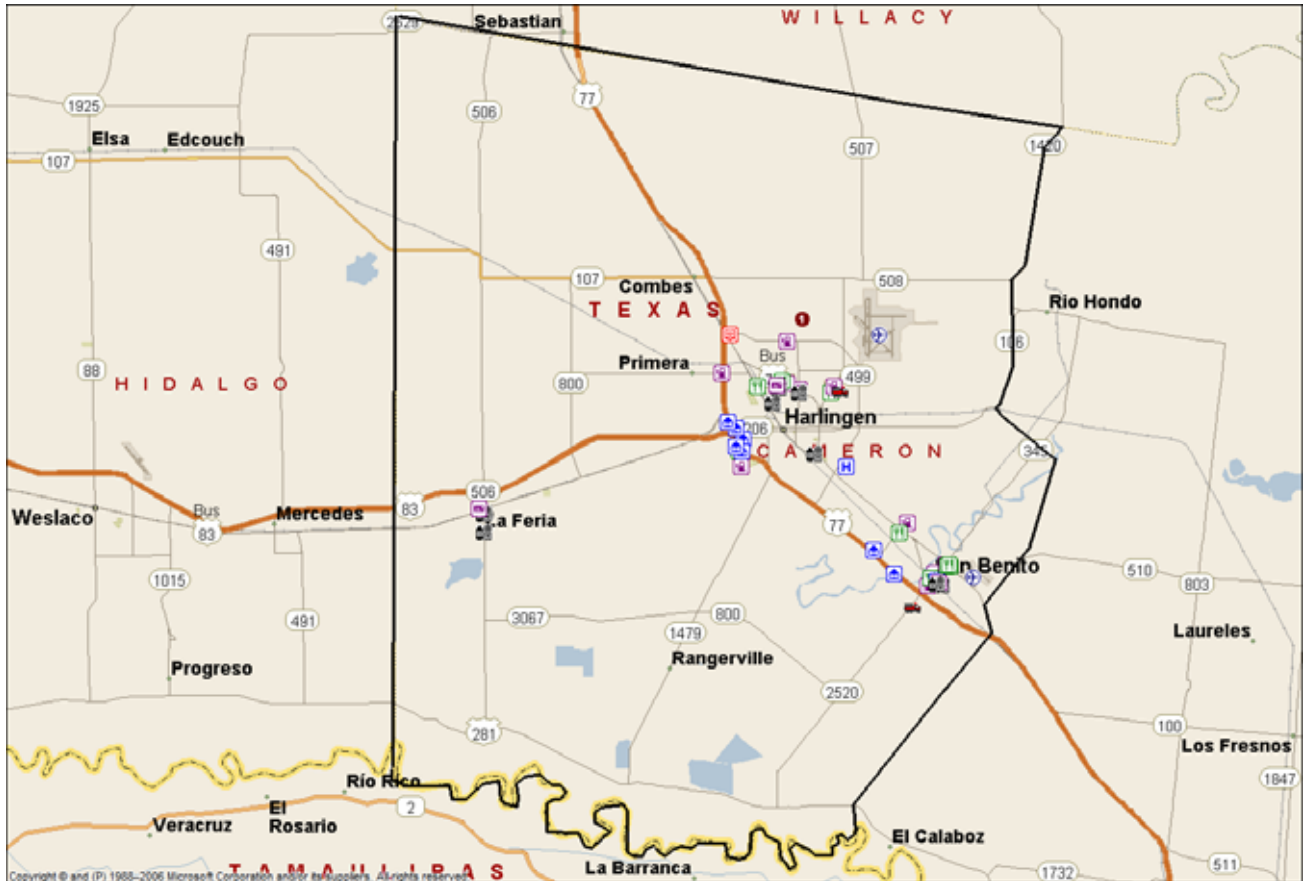 WILLACY
2629
Sebastian
77
1925
506
Elsa
Edcouch
507
1420
107
491
107
508
Combes
TEXAS
Rio Hondo
106
Bus
Primera
88
HIDALGO
800
499
Harlingen
206
CAMERON
345
506
83
Weslaco
Bus
83
Mercedes
La Feria
77
San Benito
510
803
1015
491
3067
800
1479
Laureles
Progreso
Rangerville
2520
281
100
Los Fresnos
1847
Río Rico
2
El
Rosario
Veracruz
El Calaboz
La Barranca
511
1732
TAMAULIPAS
Copyright © and (P) 1988–2006 Microsoft Corporation and/or its suppliers. All rights reserved.